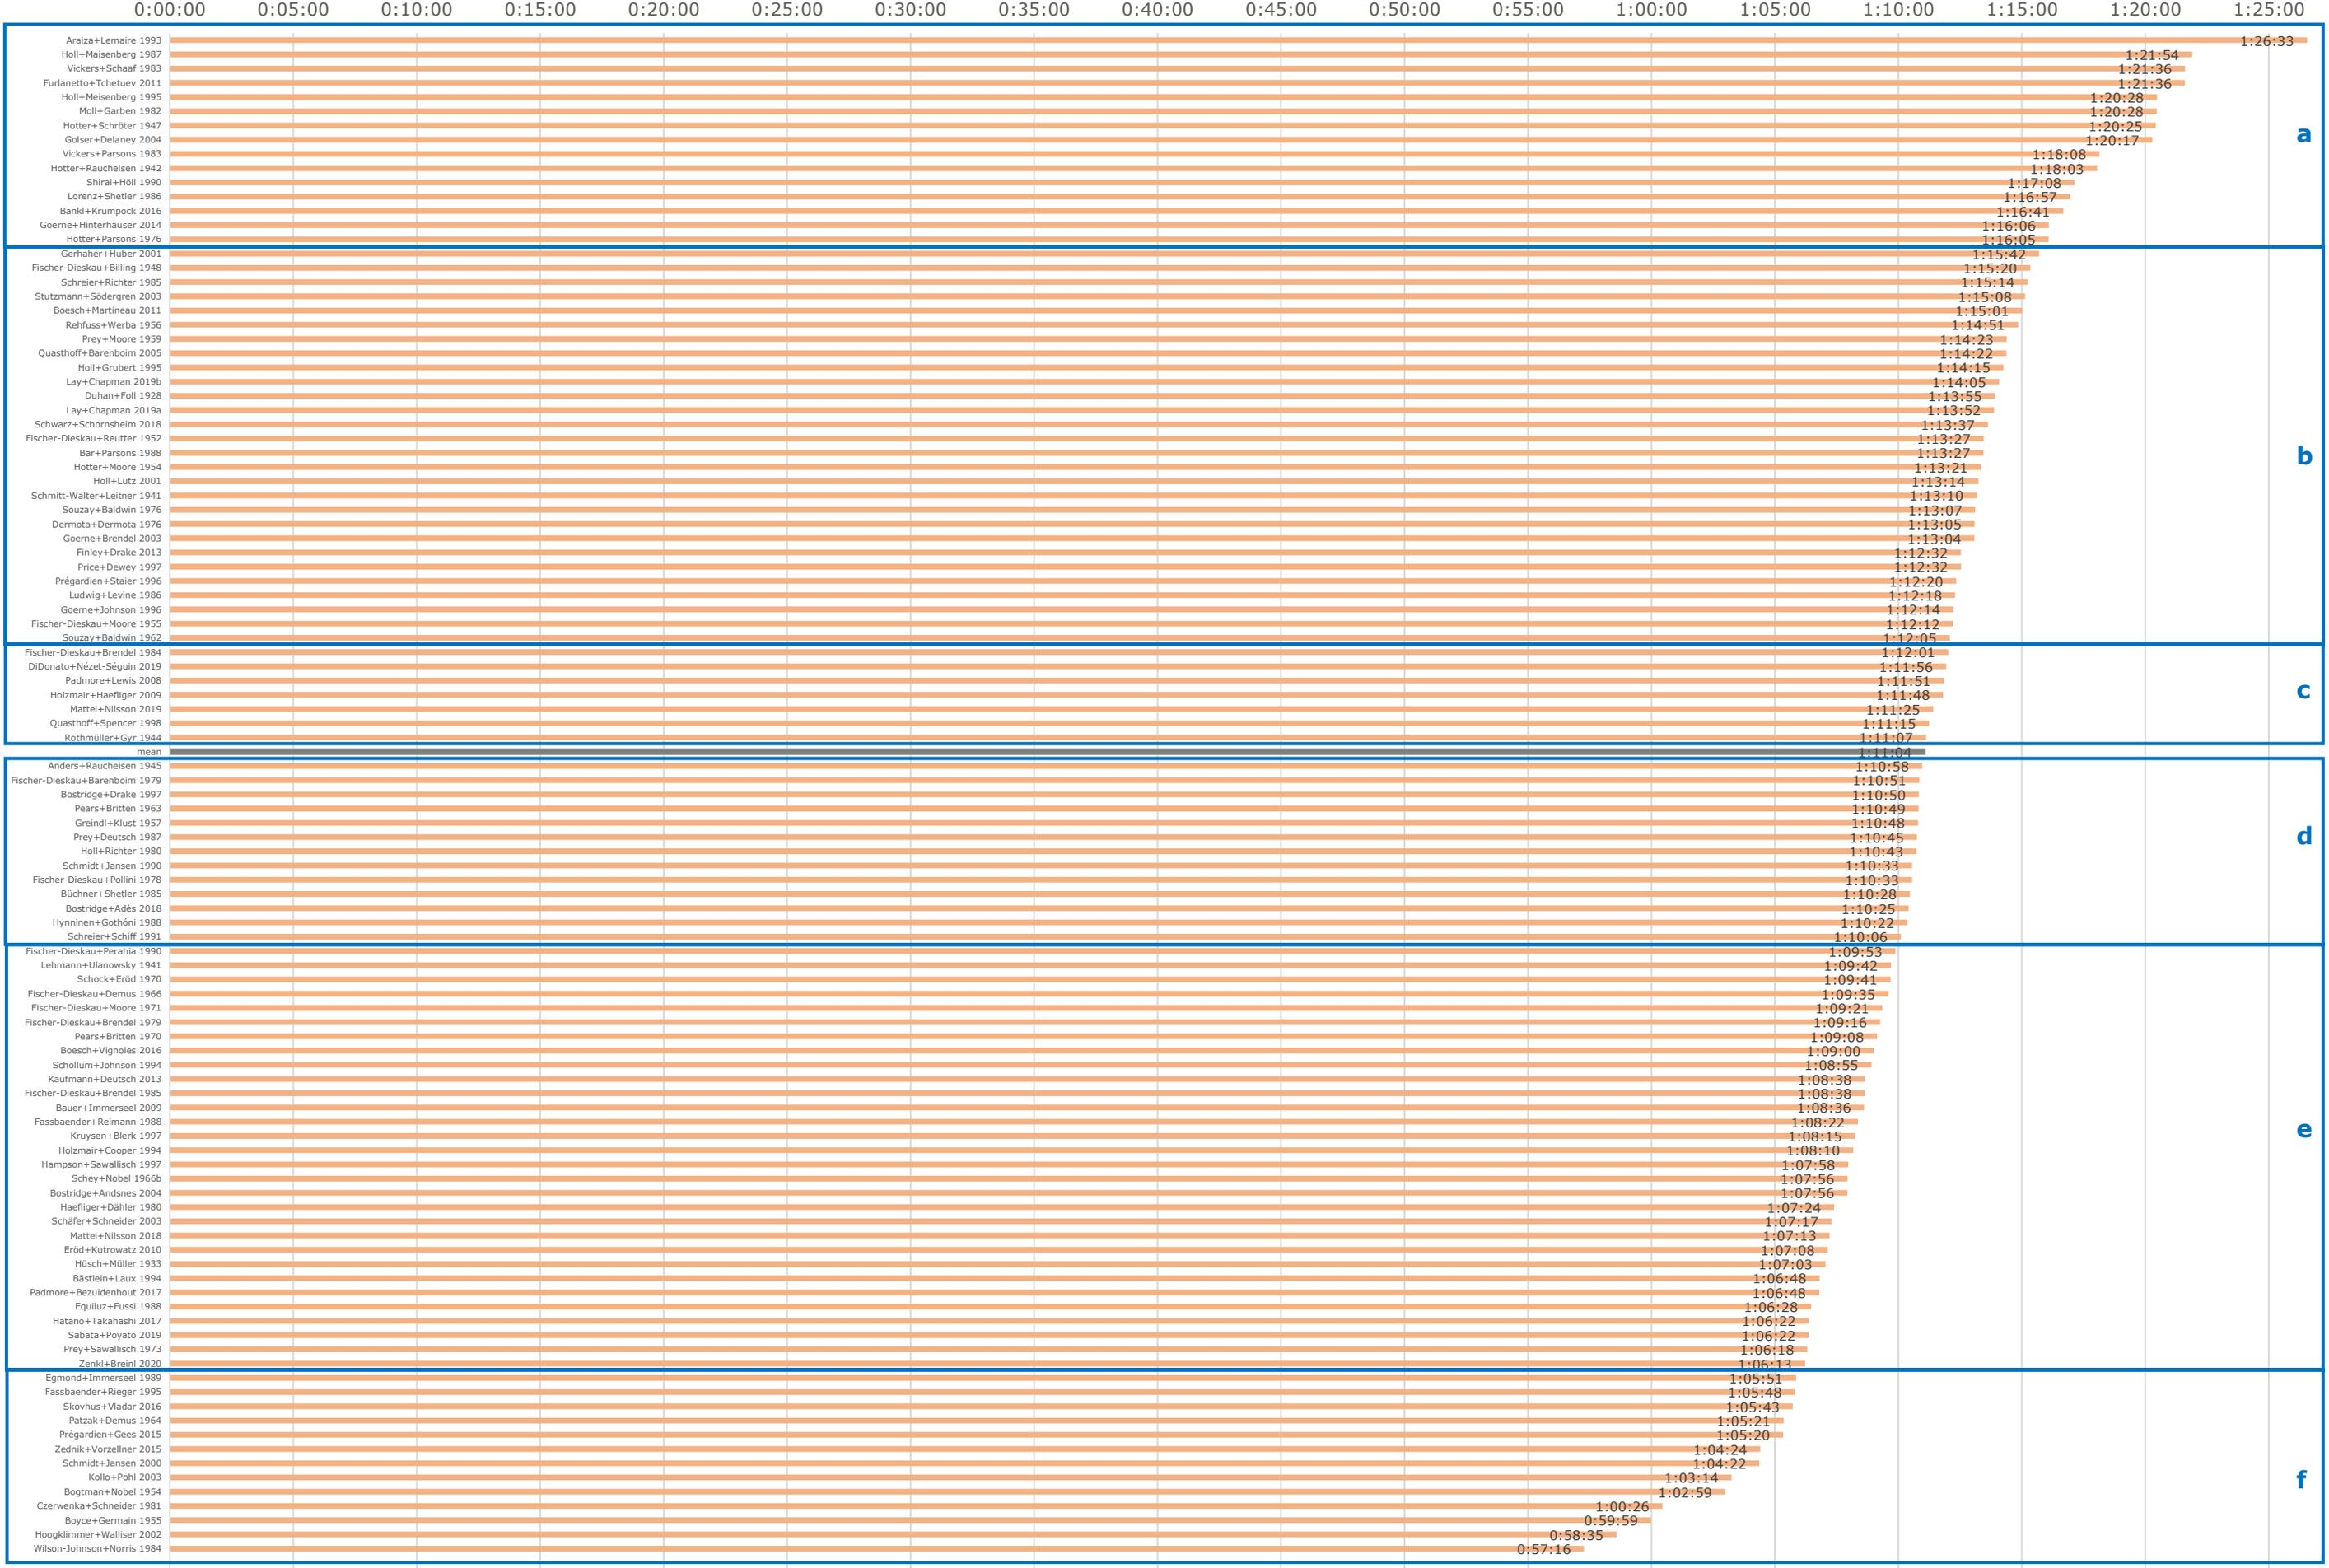 0:00:00 0:05:00 0:10:00 0:15:00 0:20:00 0:25:00 0:30:00 0:35:00 0:40:00 0:45:00 0:50:00 0:55:00 1:00:00 1:05:00 1:10:00 1:15:00 1:20:00 1:25:00
Araiza+Lemaire 1993 1:26:33
Holl+Maisenberg 1987 1:21:54
Vickers+Schaaf 1983 1:21:36
Furlanetto+Tchetuev 2011 1:21:36
Holl+Meisenberg 1995 1:20:28
Moll+Garben 1982 1:20:28
Hotter+Schröter 1947 1:20:25
a
Golser+Delaney 2004 1:20:17
Vickers+Parsons 1983 1:18:08
Hotter+Raucheisen 1942 1:18:03
Shirai+Höll 1990 1:17:08
Lorenz+Shetler 1986 1:16:57
Bankl+Krumpöck 2016 1:16:41
Goerne+Hinterhäuser 2014 1:16:06
Hotter+Parsons 1976 1:16:05
Gerhaher+Huber 2001 1:15:42
Fischer-Dieskau+Billing 1948 1:15:20
Schreier+Richter 1985 1:15:14
Stutzmann+Södergren 2003 1:15:08
Boesch+Martineau 2011 1:15:01
Rehfuss+Werba 1956 1:14:51
Prey+Moore 1959 1:14:23
Quasthoff+Barenboim 2005 1:14:22
Holl+Grubert 1995 1:14:15
Lay+Chapman 2019b 1:14:05
Duhan+Foll 1928 1:13:55
Lay+Chapman 2019a 1:13:52
Schwarz+Schornsheim 2018 1:13:37
Fischer-Dieskau+Reutter 1952 1:13:27
Bär+Parsons 1988 1:13:27
b
Hotter+Moore 1954 1:13:21
Holl+Lutz 2001 1:13:14
Schmitt-Walter+Leitner 1941 1:13:10
Souzay+Baldwin 1976 1:13:07
Dermota+Dermota 1976 1:13:05
Goerne+Brendel 2003 1:13:04
Finley+Drake 2013 1:12:32
Price+Dewey 1997 1:12:32
Prégardien+Staier 1996 1:12:20
Ludwig+Levine 1986 1:12:18
Goerne+Johnson 1996 1:12:14
Fischer-Dieskau+Moore 1955 1:12:12
Souzay+Baldwin 1962 1:12:05
Fischer-Dieskau+Brendel 1984 1:12:01
DiDonato+Nézet-Séguin 2019 1:11:56
Padmore+Lewis 2008 1:11:51
c
Holzmair+Haefliger 2009 1:11:48
Mattei+Nilsson 2019 1:11:25
Quasthoff+Spencer 1998 1:11:15
Rothmüller+Gyr 1944 1:11:07
mean 1:11:04
Anders+Raucheisen 1945 1:10:58
Fischer-Dieskau+Barenboim 1979 1:10:51
Bostridge+Drake 1997 1:10:50
Pears+Britten 1963 1:10:49
Greindl+Klust 1957 1:10:48
Prey+Deutsch 1987 1:10:45
d
Holl+Richter 1980 1:10:43
Schmidt+Jansen 1990 1:10:33
Fischer-Dieskau+Pollini 1978 1:10:33
Büchner+Shetler 1985 1:10:28
Bostridge+Adès 2018 1:10:25
Hynninen+Gothóni 1988 1:10:22
Schreier+Schiff 1991 1:10:06
Fischer-Dieskau+Perahia 1990 1:09:53
Lehmann+Ulanowsky 1941 1:09:42
Schock+Eröd 1970 1:09:41
Fischer-Dieskau+Demus 1966 1:09:35
Fischer-Dieskau+Moore 1971 1:09:21
Fischer-Dieskau+Brendel 1979 1:09:16
Pears+Britten 1970 1:09:08
Boesch+Vignoles 2016 1:09:00
Schollum+Johnson 1994 1:08:55
Kaufmann+Deutsch 2013 1:08:38
Fischer-Dieskau+Brendel 1985 1:08:38
Bauer+Immerseel 2009 1:08:36
Fassbaender+Reimann 1988 1:08:22
e
Kruysen+Blerk 1997 1:08:15
Holzmair+Cooper 1994 1:08:10
Hampson+Sawallisch 1997 1:07:58
Schey+Nobel 1966b 1:07:56
Bostridge+Andsnes 2004 1:07:56
Haefliger+Dähler 1980 1:07:24
Schäfer+Schneider 2003 1:07:17
Mattei+Nilsson 2018 1:07:13
Eröd+Kutrowatz 2010 1:07:08
Hüsch+Müller 1933 1:07:03
Bästlein+Laux 1994 1:06:48
Padmore+Bezuidenhout 2017 1:06:48
Equiluz+Fussi 1988 1:06:28
Hatano+Takahashi 2017 1:06:22
Sabata+Poyato 2019 1:06:22
Prey+Sawallisch 1973 1:06:18
Zenkl+Breinl 2020 1:06:13
Egmond+Immerseel 1989 1:05:51
Fassbaender+Rieger 1995 1:05:48
Skovhus+Vladar 2016 1:05:43
Patzak+Demus 1964 1:05:21
Prégardien+Gees 2015 1:05:20
Zednik+Vorzellner 2015 1:04:24
Schmidt+Jansen 2000 1:04:22
Kollo+Pohl 2003 1:03:14
f
Bogtman+Nobel 1954 1:02:59
Czerwenka+Schneider 1981 1:00:26
Boyce+Germain 1955 0:59:59
Hoogklimmer+Walliser 2002 0:58:35
Wilson-Johnson+Norris 1984 0:57:16